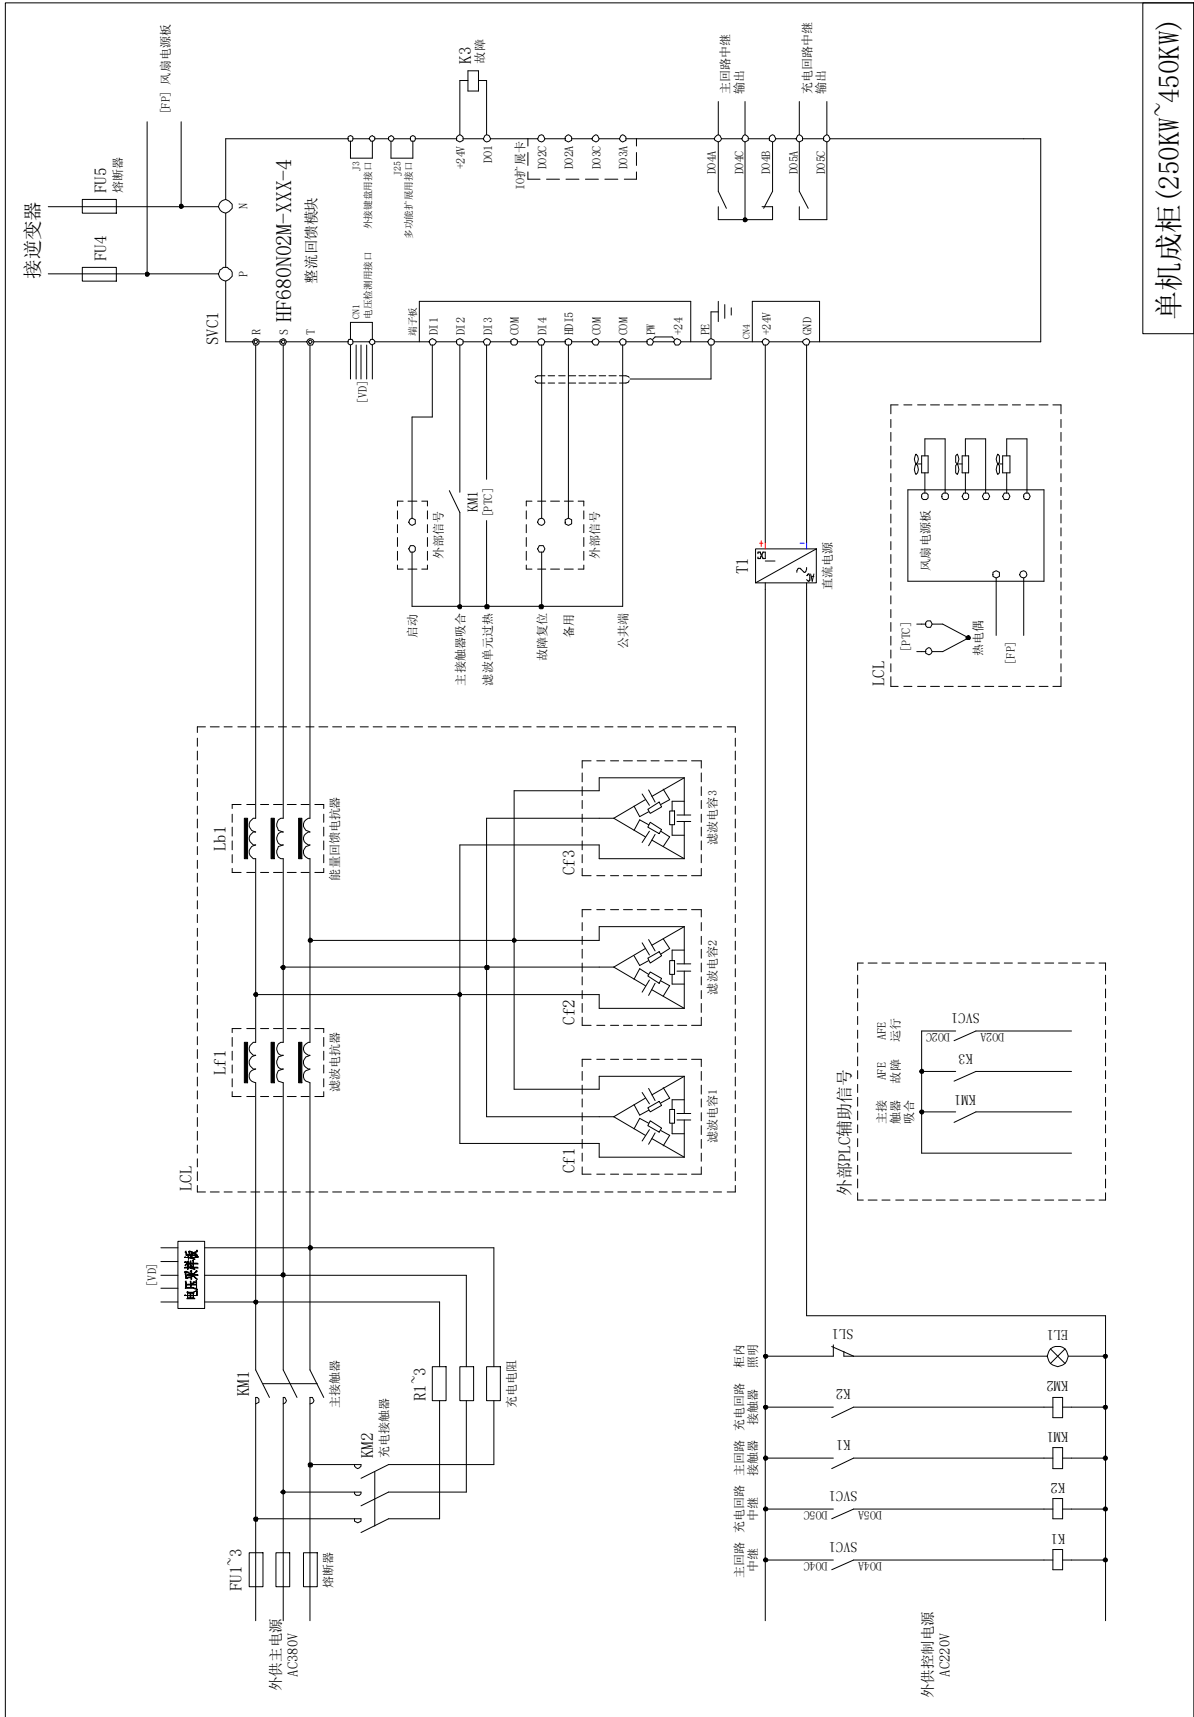 单机成柜(250KW~450KW)
接逆变器
FU5
熔断器
FU4
[FP] 风扇电源板
N
P
SVC1
HF680N02M-XXX-4
整流回馈模块
R
S
T
CN1
电压检测用接口
[VD]
J3
外接键盘用接口
J25
多功能扩展用接口
K3
故障
+24V
DO1
IO扩展卡
DO2C
DO2A
DO3C
DO3A
主回路中继
输出
DO4A
DO4C
DO4B
充电回路中继
输出
DO5A
DO5C
端子板
DI1
DI2
DI3
COM
DI4
HDI5
COM
COM
PW
+24
PE
CN4
+24V
GND
外部信号
KM1
[PTC]
外部信号
启动
主接触器吸合
滤波单元过热
故障复位
备用
公共端
T1
+
-
DC
AC
直流电源
LCL
风扇电源板
[PTC]
热电偶
[FP]
LCL
Lb1
能量回馈电抗器
Lf1
滤波电抗器
Cf3
滤波电容3
Cf2
滤波电容2
Cf1
滤波电容1
外部PLC辅助信号
AFE
运行
SVC1
DO2C
DO2A
AFE
故障
K3
主接
触器
吸合
KM1
[VD]
电压采样板
KM1
主接触器
R1~3
充电电阻
KM2
充电接触器
FU1~3
熔断器
外供主电源
AC380V
柜内
照明
SL1
EL1
充电回路
接触器
K2
KM2
主回路
接触器
K1
KM1
充电回路
中继
SVC1
DO5C
DO5A
K2
主回路
中继
SVC1
DO4C
DO4A
K1
外供控制电源
AC220V